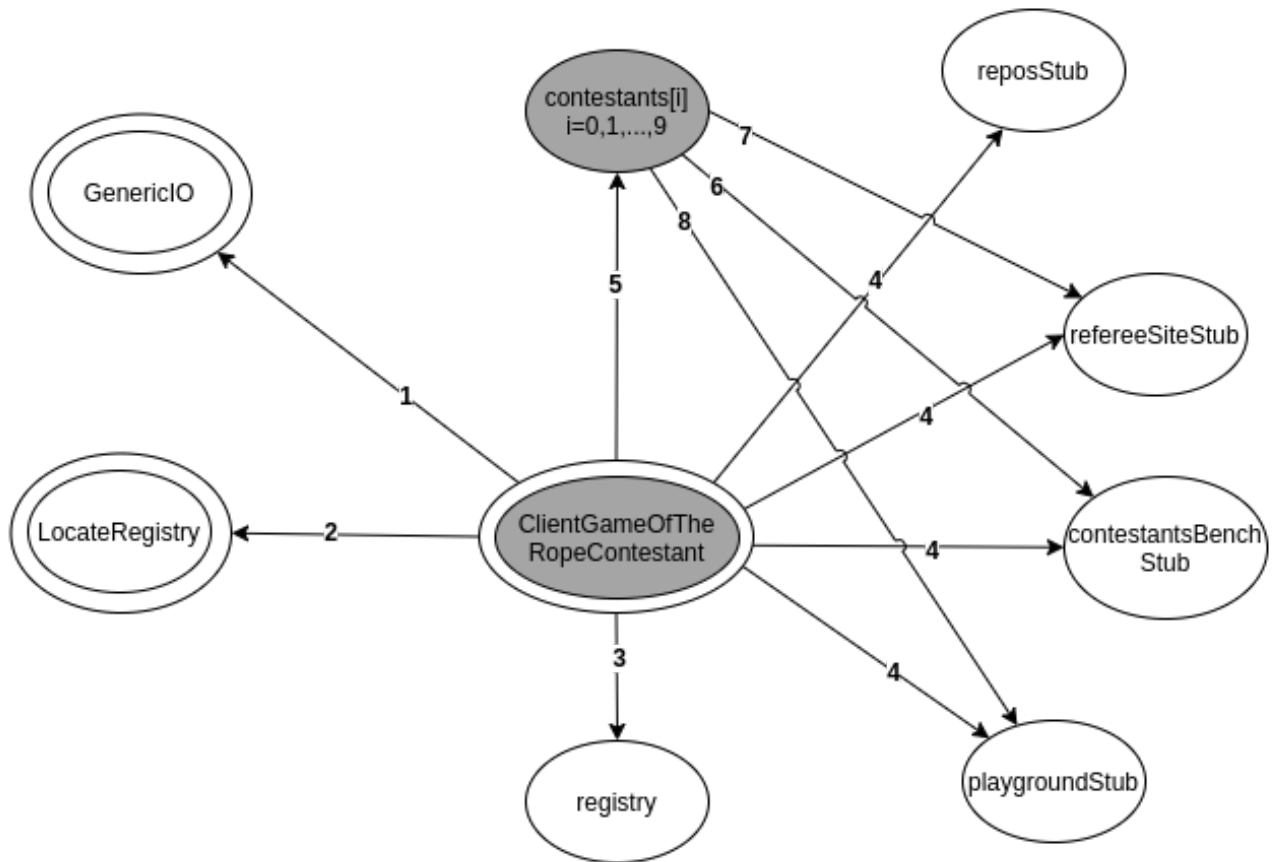 reposStub
contestants[i]
i=0,1,...,9
7
GenericIO
6
8
4
5
refereeSiteStub
1
4
LocateRegistry
2
ClientGameOfThe
RopeContestant
4
contestantsBench
Stub
3
4
playgroundStub
registry